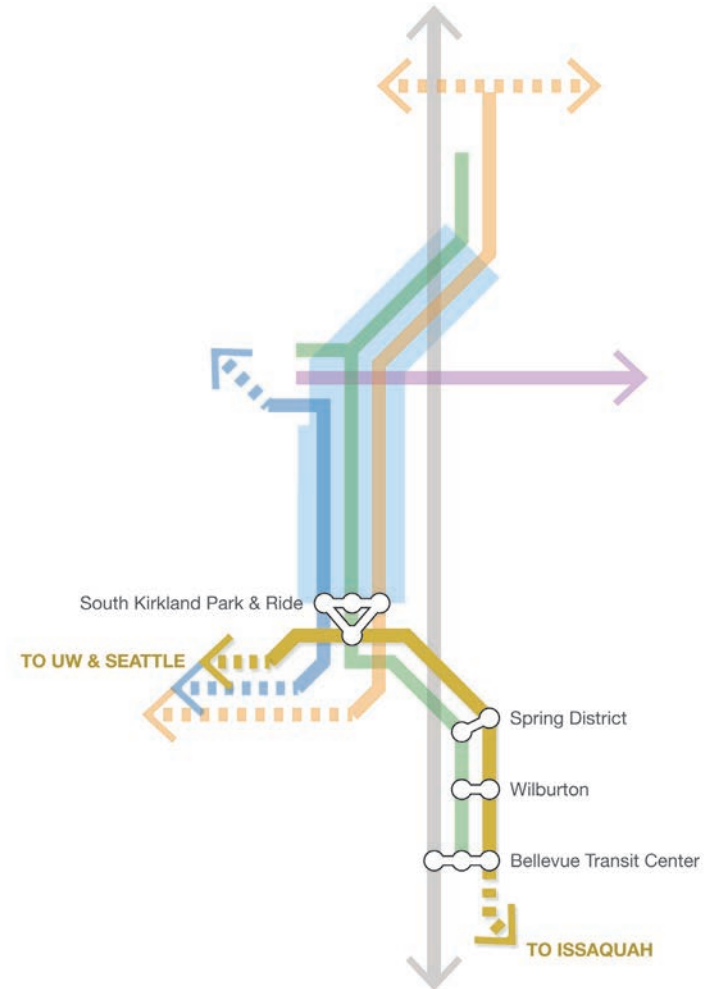 South Kirkland Park & Ride
TO UW & SEATTLE
Spring District
Wilburton
Bellevue Transit Center
TO ISSAQUAH